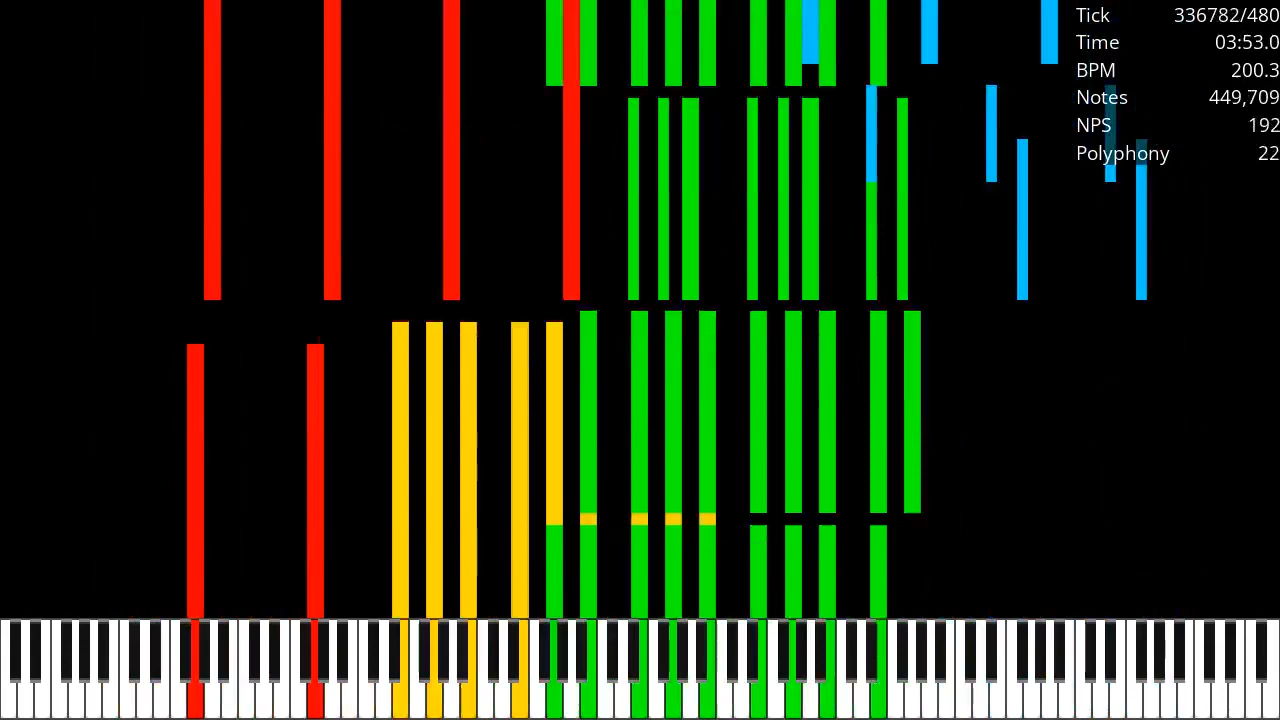 Tick 336782/480
Time 03:53.0
BPM 200.3
Notes 449,709
NPS 192
Polyphony 22